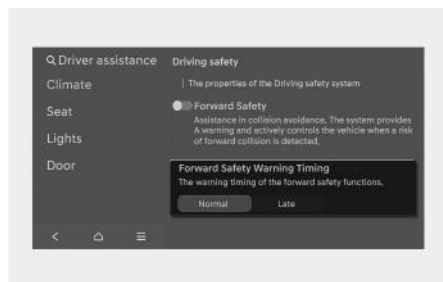 Driver assistance
Climate
Seat
Lights
Door
Driving safety
The properties of the Driving safety system
Forward Safety
Assistance in collision avoidance, The system provides
A warning and actively controls the vehicle when a risk
of forward collision is detected,
Forward Safety Warning Timing
The warning timing of the forward safety functions,
Normal Late